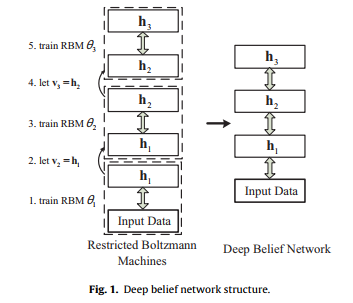 h₃
5. train RBM θ₃
h₂
4. let v₃ = h₂
h₂
3. train RBM θ₂
h₁
2. let v₂ = h₁
h₁
1. train RBM θ₁
Input Data
Restricted Boltzmann
Machines
h₃
h₂
h₁
Input Data
Deep Belief Network
Fig. 1. Deep belief network structure.